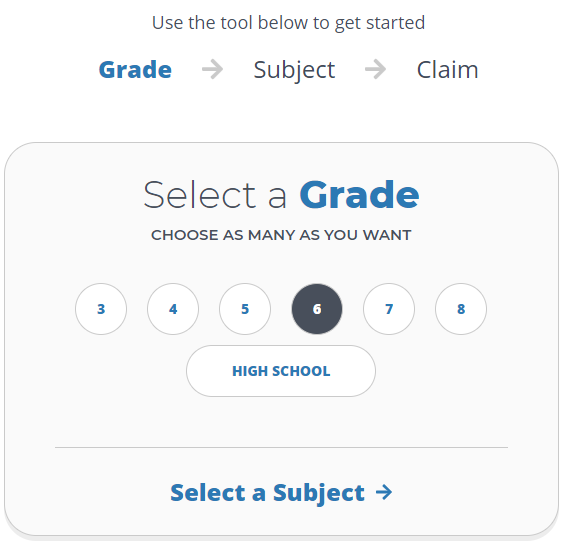 Use the tool below to get started
Grade → Subject → Claim
Select a Grade
CHOOSE AS MANY AS YOU WANT
3 4 5 6 7 8
HIGH SCHOOL
Select a Subject →